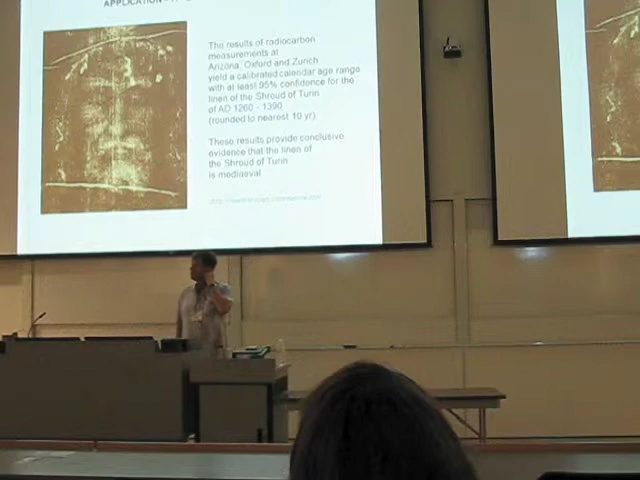 APPLICATION
The results of radiocarbon
measurements at
Arizona, Oxford and Zurich
yield a calibrated calendar age range
with at least 95% confidence for the
linen of the Shroud of Turin
of AD 1260 - 1390
(rounded to nearest 10 yr)
These results provide conclusive
evidence that the linen of
the Shroud of Turin
is mediaeval